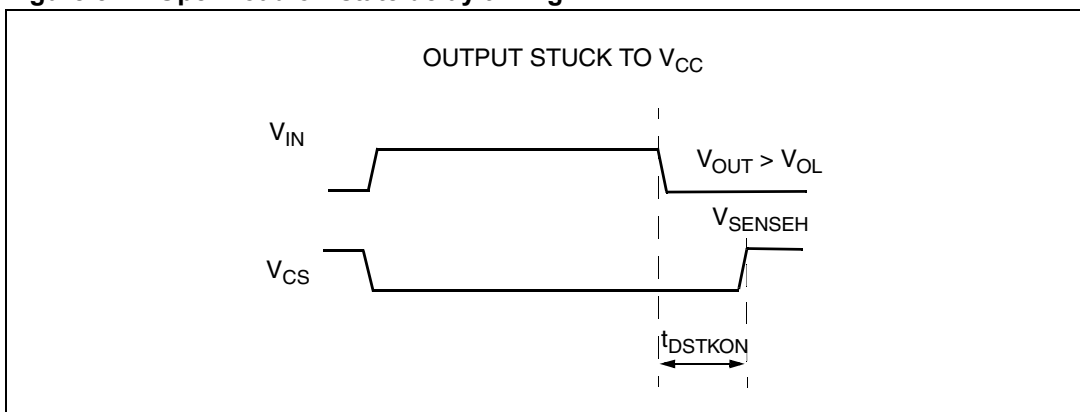 OUTPUT STUCK TO VCC
VIN
VOUT > VOL
VSENSEH
VCS
tDSTKON